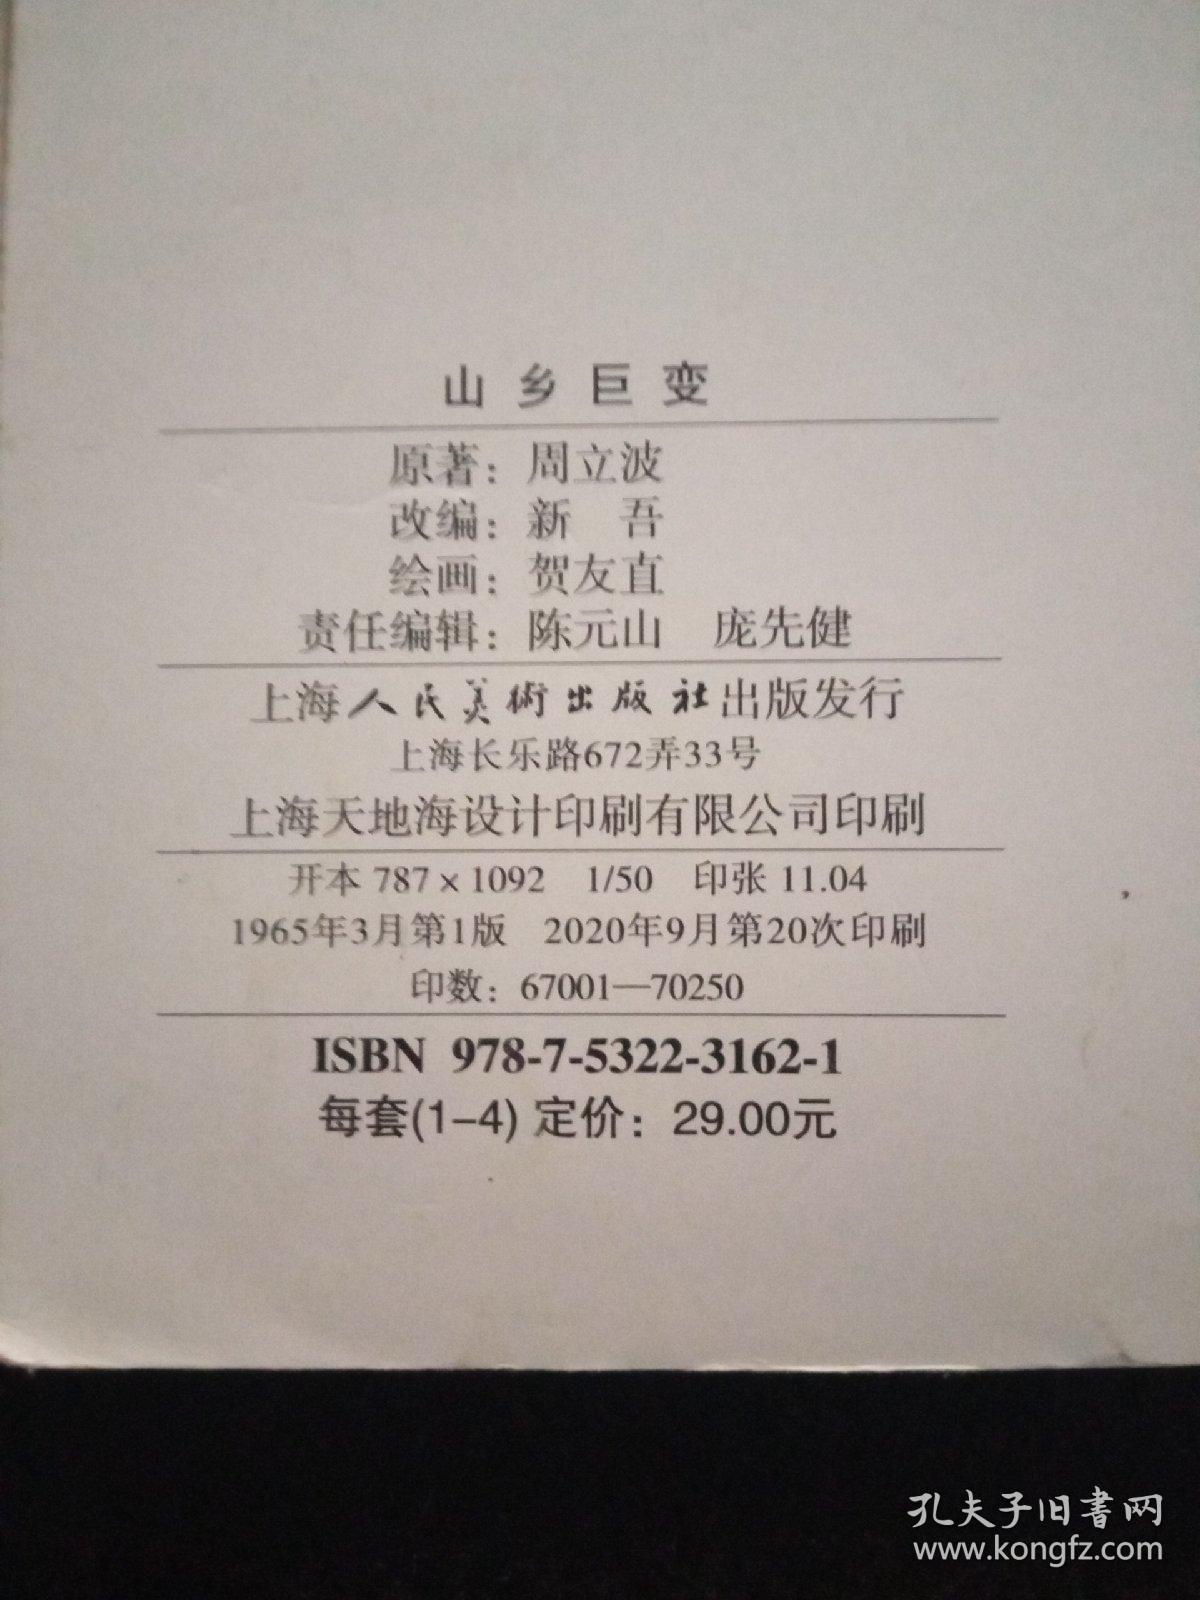 山乡巨变
原著：周立波
改编：新　吾
绘画：贺友直
责任编辑：陈元山　庞先健
上海人民美術出版社出版发行
上海长乐路672弄33号
上海天地海设计印刷有限公司印刷
开本 787×1092　1/50　印张 11.04
1965年3月第1版　2020年9月第20次印刷
印数：67001—70250
ISBN 978-7-5322-3162-1
每套(1-4) 定价：29.00元
孔夫子旧書网
www.kongfz.com